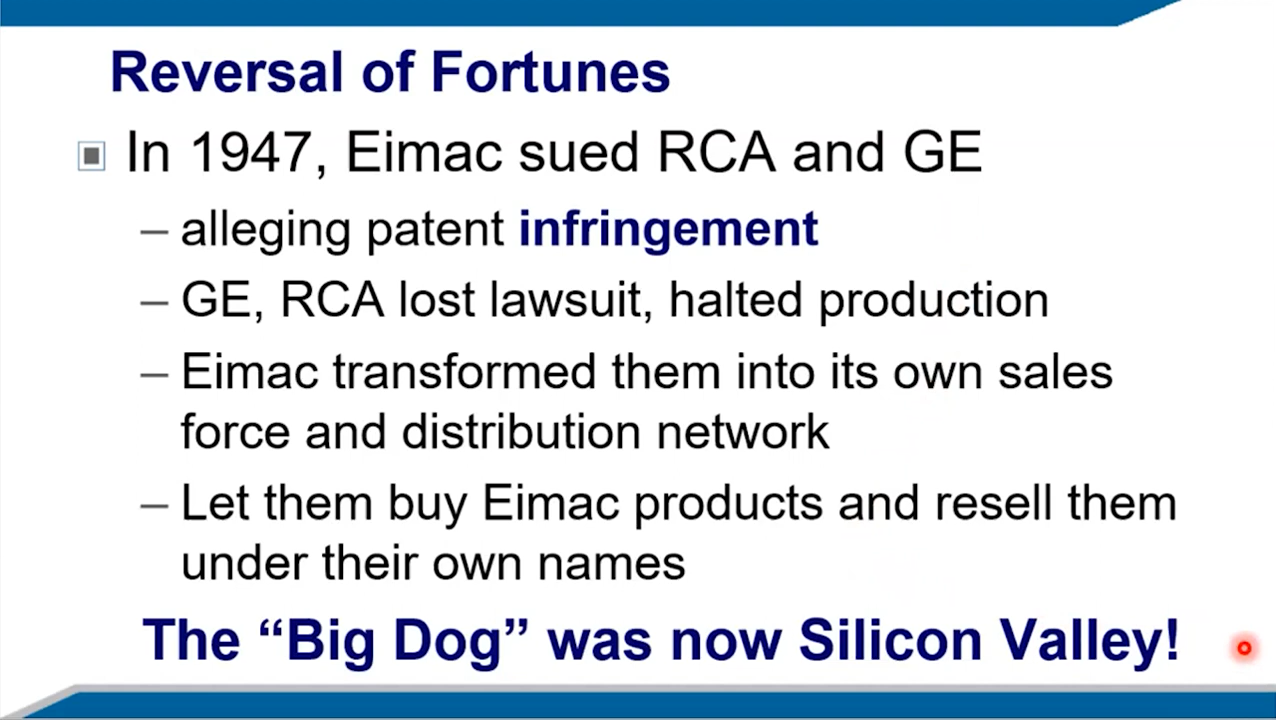 Reversal of Fortunes
In 1947, Eimac sued RCA and GE
– alleging patent infringement
– GE, RCA lost lawsuit, halted production
– Eimac transformed them into its own sales
force and distribution network
– Let them buy Eimac products and resell them
under their own names
The “Big Dog” was now Silicon Valley!